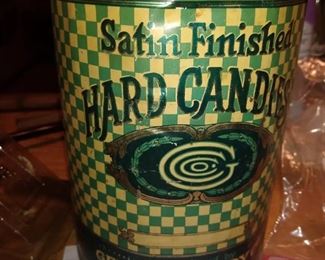 Satin Finished
HARD CANDIES